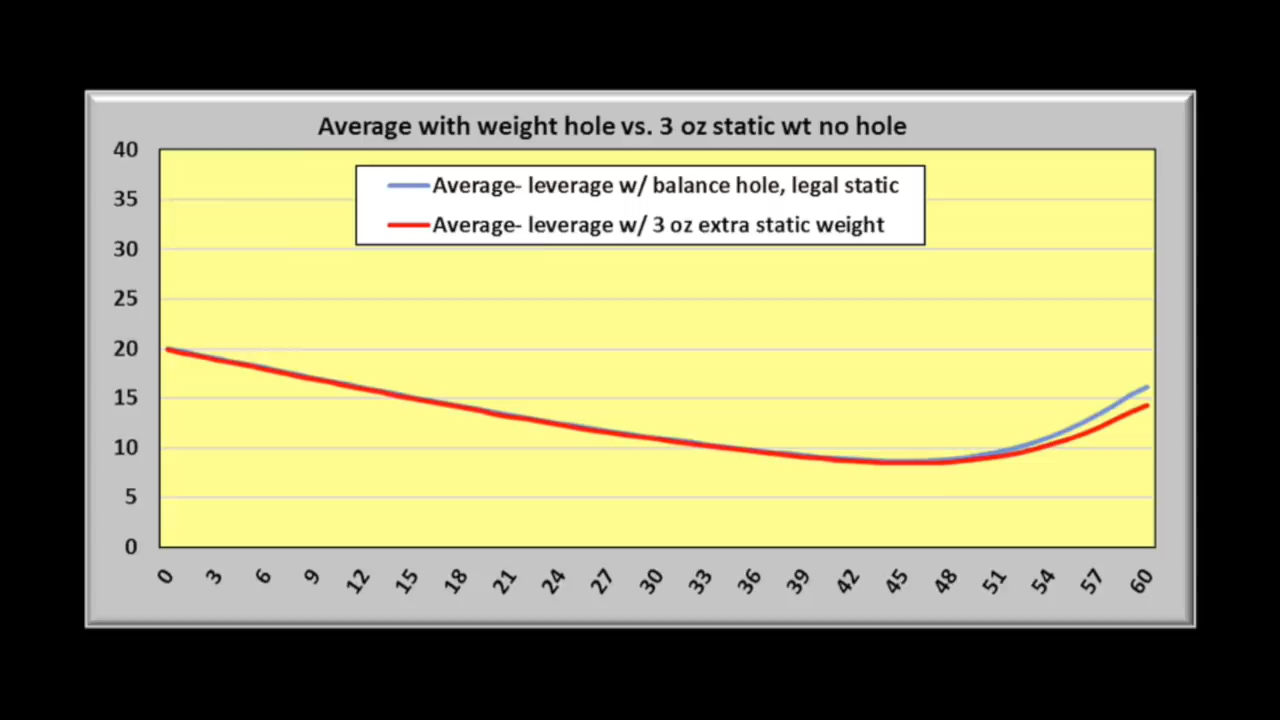 Average with weight hole vs. 3 oz static wt no hole
Average- leverage w/ balance hole, legal static
Average- leverage w/ 3 oz extra static weight
40
35
30
25
20
15
10
5
0
0 3 6 9 12 15 18 21 24 27 30 33 36 39 42 45 48 51 54 57 60